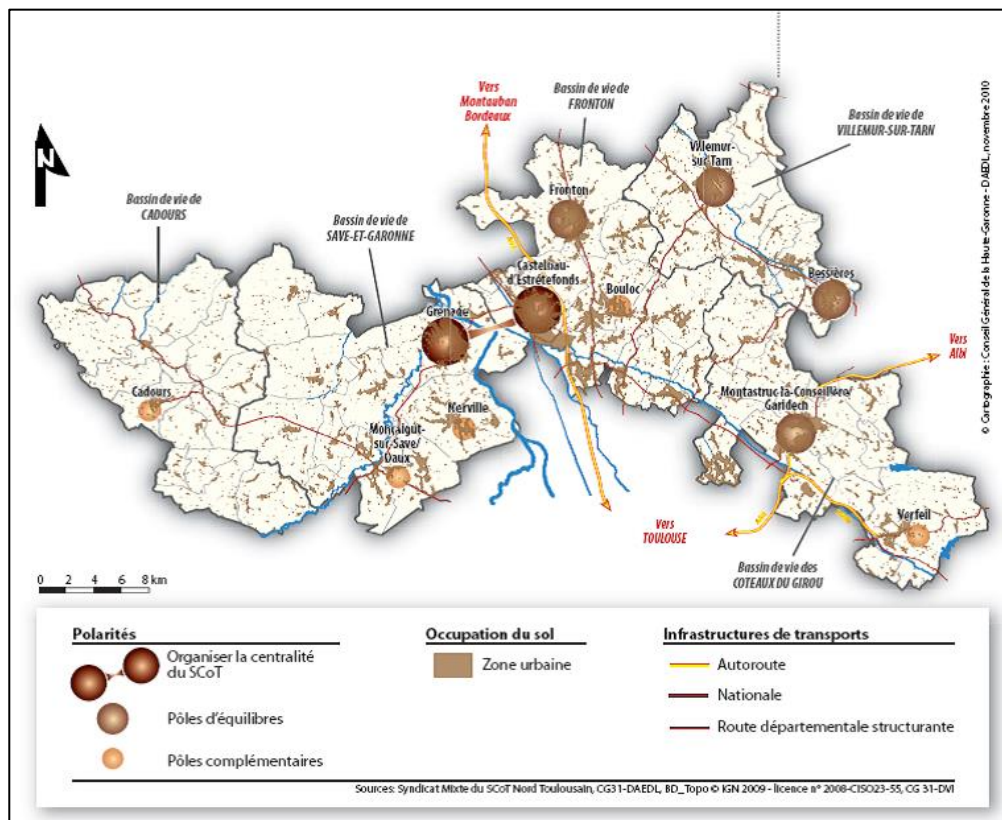 Vers
Montauban
Bordeaux
Bassin de vie de
FRONTON
Bassin de vie de
VILLEMUR-SUR-TARN
N
Villemur-
sur-Tarn
Bassin de vie de
CADOURS
Bassin de vie de
SAVE-ET-GARONNE
Fronton
Castelnau-
d'Estrétefonds
Bouloc
Bessières
Grenade
Vers
Albi
Cadours
Merville
Montaigut-
sur-Save/
Daux
Montastruc-la-Conseillère/
Garidech
Vers
TOULOUSE
Verfeil
Bassin de vie des
COTEAUX DU GIROU
0 2 4 6 8 km
© Cartographie : Conseil Général de la Haute-Garonne - DAEDL, novembre 2010
Polarités
Organiser la centralité
du SCoT
Pôles d'équilibres
Pôles complémentaires
Occupation du sol
Zone urbaine
Infrastructures de transports
Autoroute
Nationale
Route départementale structurante
Sources: Syndicat Mixte du SCoT Nord Toulousain, CG31-DAEDL, BD_Topo © IGN 2009 - licence n° 2008-CISO23-55, CG 31-DVI